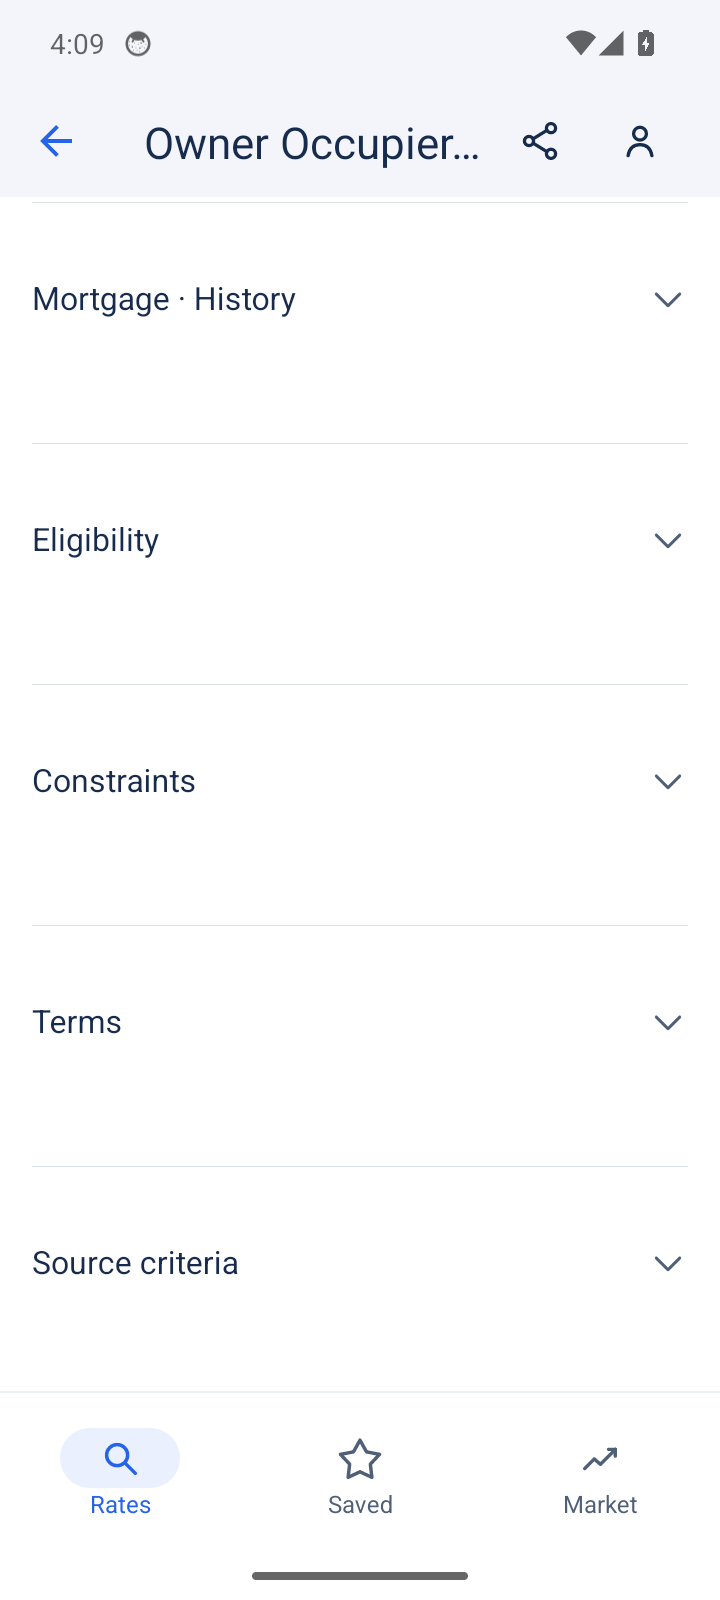 4:09
Owner Occupier...
Mortgage · History
Eligibility
Constraints
Terms
Source criteria
Rates
Saved
Market